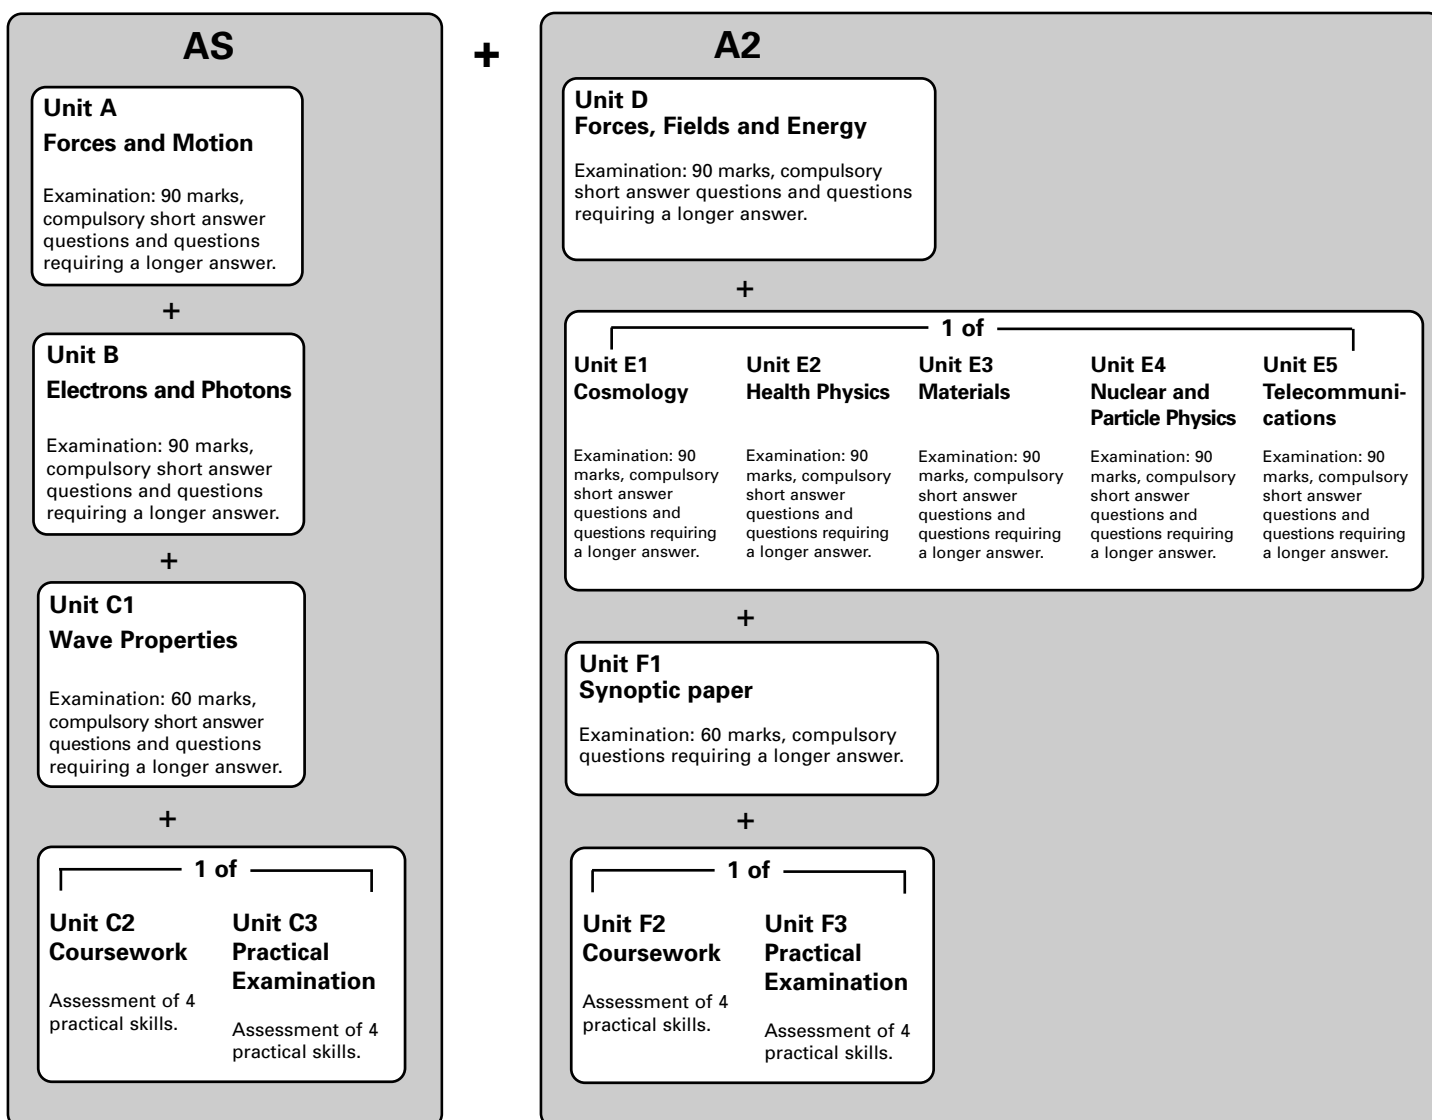 AS
Unit A
Forces and Motion
Examination: 90 marks,
compulsory short answer
questions and questions
requiring a longer answer.
+
Unit B
Electrons and Photons
Examination: 90 marks,
compulsory short answer
questions and questions
requiring a longer answer.
+
Unit C1
Wave Properties
Examination: 60 marks,
compulsory short answer
questions and questions
requiring a longer answer.
+
1 of
Unit C2
Coursework
Assessment of 4
practical skills.
Unit C3
Practical
Examination
Assessment of 4
practical skills.
+
A2
Unit D
Forces, Fields and Energy
Examination: 90 marks, compulsory
short answer questions and questions
requiring a longer answer.
+
1 of
Unit E1
Cosmology
Examination: 90
marks, compulsory
short answer
questions and
questions requiring
a longer answer.
Unit E2
Health Physics
Examination: 90
marks, compulsory
short answer
questions and
questions requiring
a longer answer.
Unit E3
Materials
Examination: 90
marks, compulsory
short answer
questions and
questions requiring
a longer answer.
Unit E4
Nuclear and
Particle Physics
Examination: 90
marks, compulsory
short answer
questions and
questions requiring
a longer answer.
Unit E5
Telecommuni-
cations
Examination: 90
marks, compulsory
short answer
questions and
questions requiring
a longer answer.
+
Unit F1
Synoptic paper
Examination: 60 marks, compulsory
questions requiring a longer answer.
+
1 of
Unit F2
Coursework
Assessment of 4
practical skills.
Unit F3
Practical
Examination
Assessment of 4
practical skills.